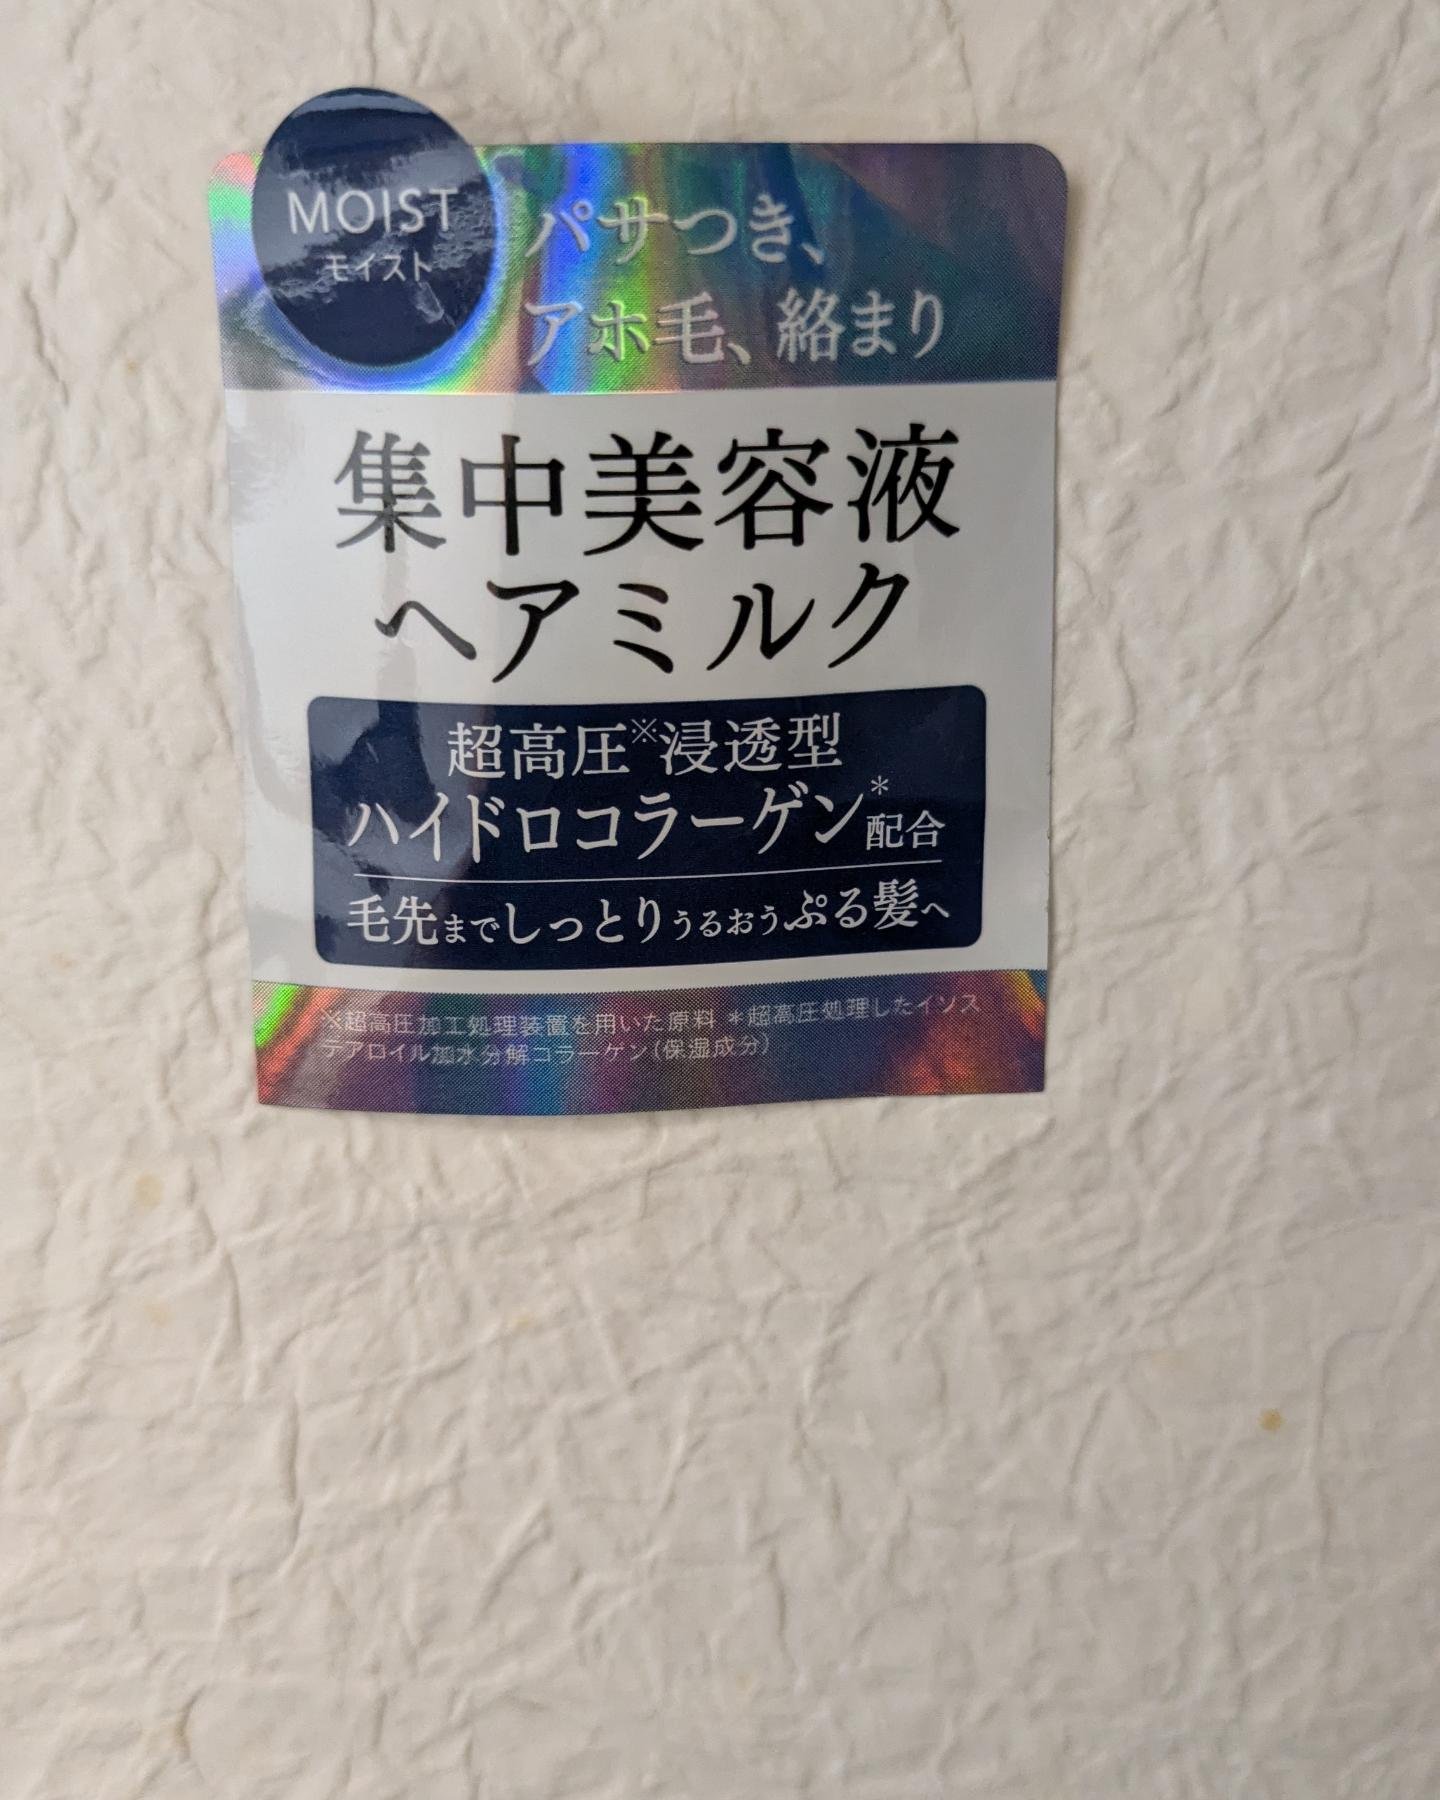 MOIST
モイスト
パサつき、
アホ毛、絡まり
集中美容液
ヘアミルク
超高圧※浸透型
ハイドロコラーゲン*配合
毛先までしっとりうるおうぷる髪へ
※超高圧加工処理装置を用いた原料 *超高圧処理したイソス
テアロイル加水分解コラーゲン(保湿成分)